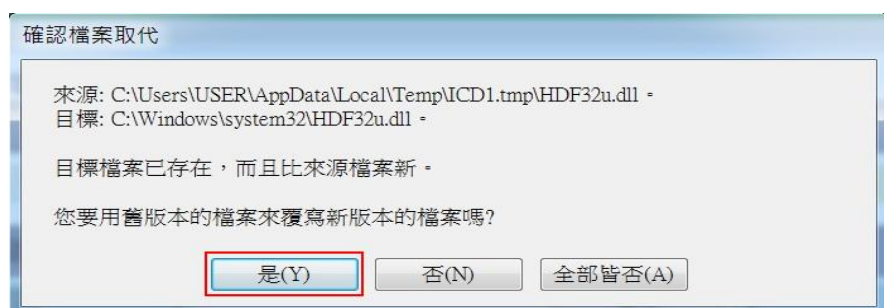 確認檔案取代
來源: C:\Users\USER\AppData\Local\Temp\ICD1.tmp\HDF32u.dll。
目標: C:\Windows\system32\HDF32u.dll。
目標檔案已存在，而且比來源檔案新。
您要用舊版本的檔案來覆寫新版本的檔案嗎?
是(Y) 否(N) 全部皆否(A)